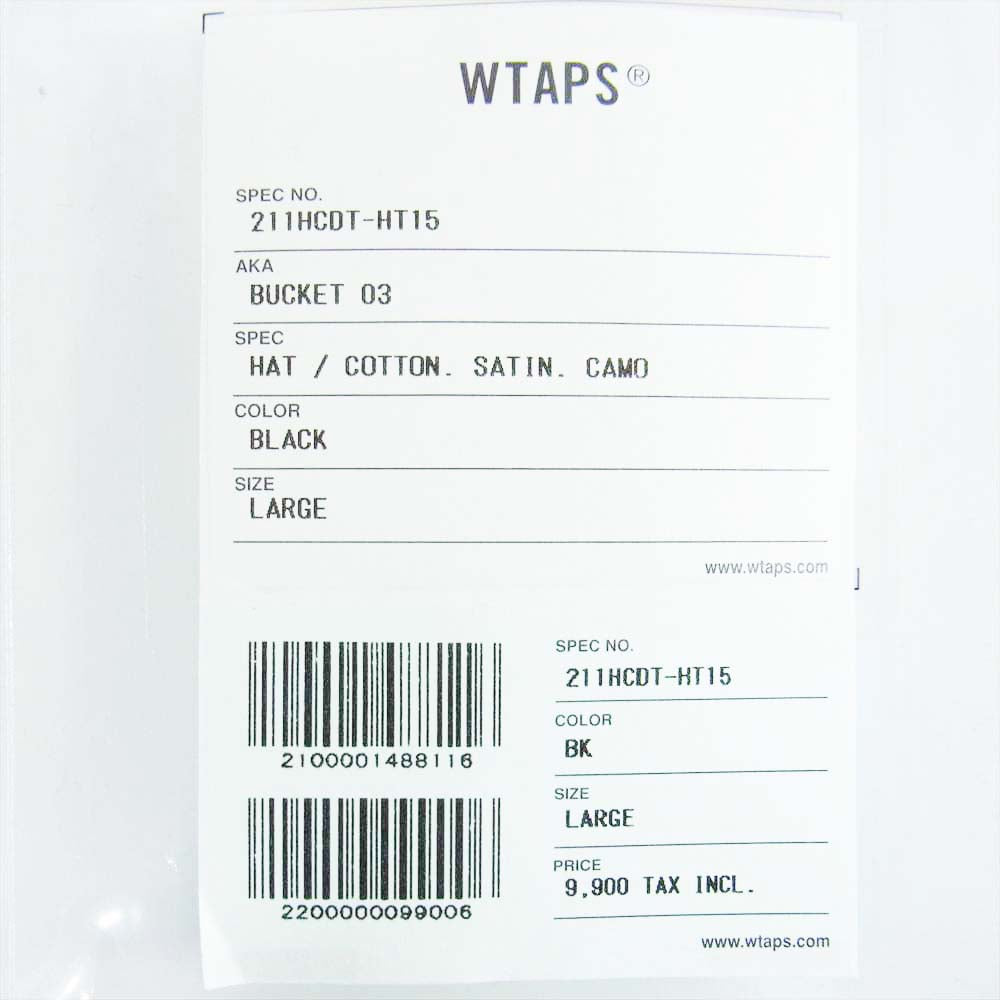 WTAPS®
SPEC NO.
211HCDT-HT15
AKA
BUCKET 03
SPEC
HAT / COTTON. SATIN. CAMO
COLOR
BLACK
SIZE
LARGE
www.wtaps.com
2100001488116
2200000099006
SPEC NO.
211HCDT-HT15
COLOR
BK
SIZE
LARGE
PRICE
9,900 TAX INCL.
www.wtaps.com